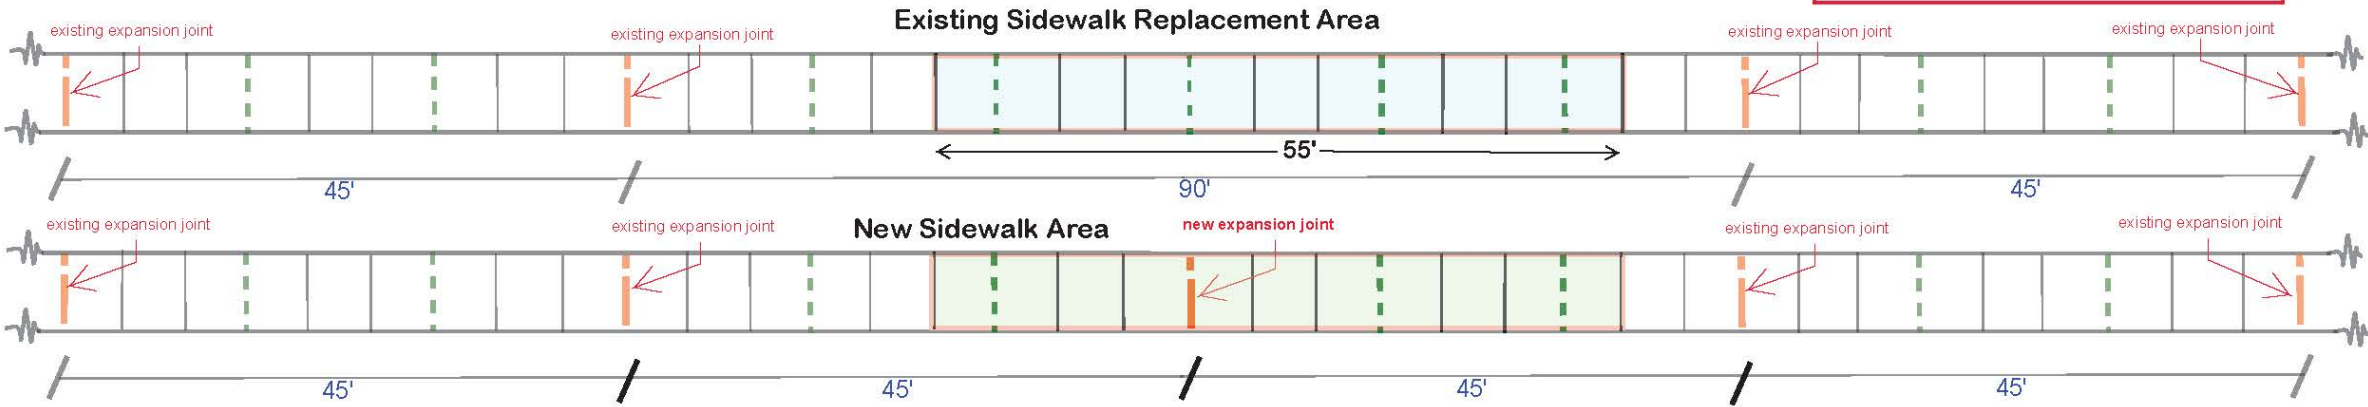 Existing Sidewalk Replacement Area
existing expansion joint
existing expansion joint
existing expansion joint
existing expansion joint
55'
45'
90'
45'
New Sidewalk Area
existing expansion joint
existing expansion joint
new expansion joint
existing expansion joint
existing expansion joint
45'
45'
45'
45'